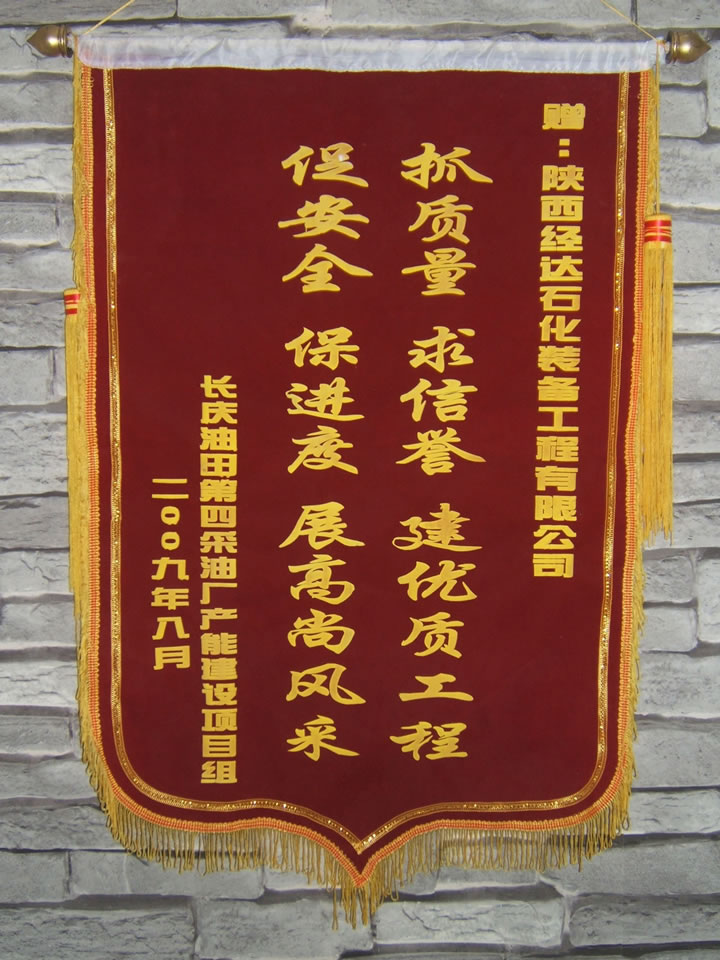 赠：陕西经达石化装备工程有限公司
抓质量 求信誉 建优质工程
促安全 保进度 展高尚风采
长庆油田第四采油厂产能建设项目组
二〇〇九年八月